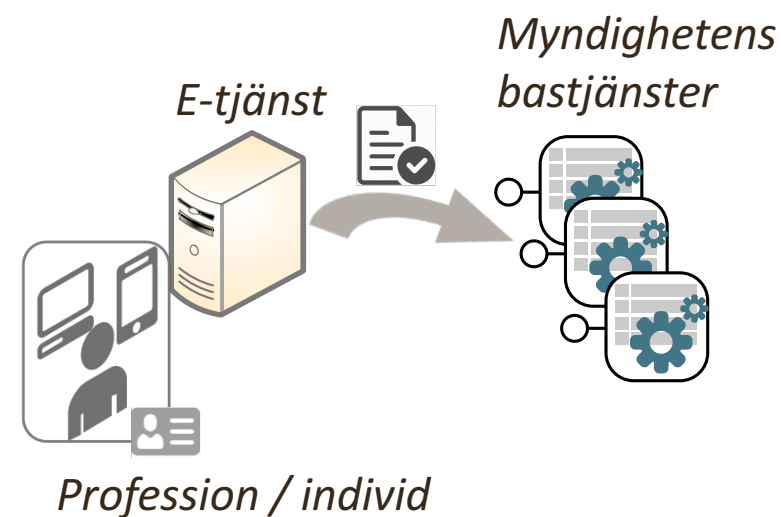 Myndighetens
bastjänster
E-tjänst
Profession / individ